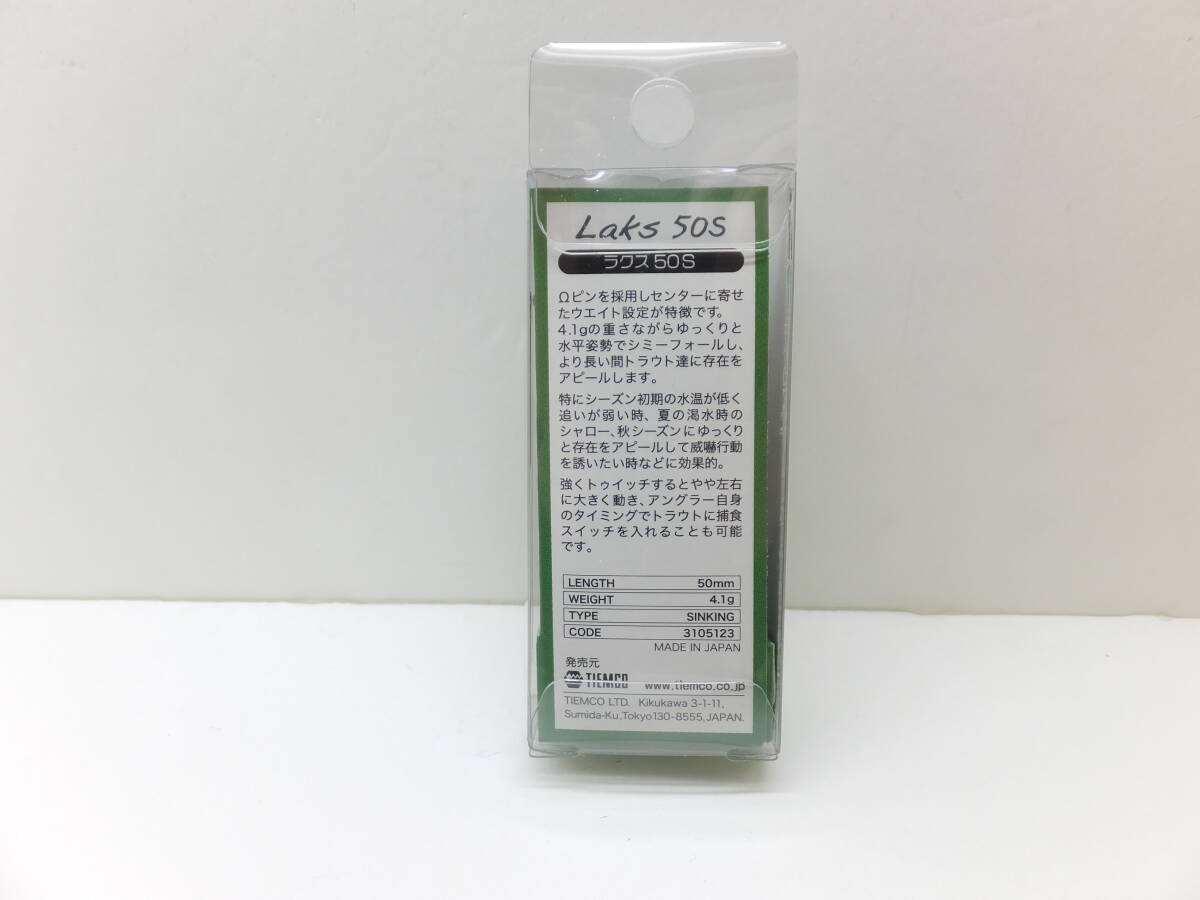 Laks 50S
ラクス50S
Ωピンを採用しセンターに寄せ
たウエイト設定が特徴です。
4.1gの重さながらゆっくりと
水平姿勢でシミーフォールし、
より長い間トラウト達に存在を
アピールします。
特にシーズン初期の水温が低く
追いが弱い時、夏の渇水時の
シャロー、秋シーズンにゆっくり
と存在をアピールして威嚇行動
を誘いたい時などに効果的。
強くトゥイッチするとやや左右
に大きく動き、アングラー自身
のタイミングでトラウトに捕食
スイッチを入れることも可能
です。
LENGTH 50mm
WEIGHT 4.1g
TYPE SINKING
CODE 3105123
MADE IN JAPAN
発売元
TIEMCO www.tiemco.co.jp
TIEMCO LTD. Kikukawa 3-1-11,
Sumida-Ku,Tokyo130-8555,JAPAN.